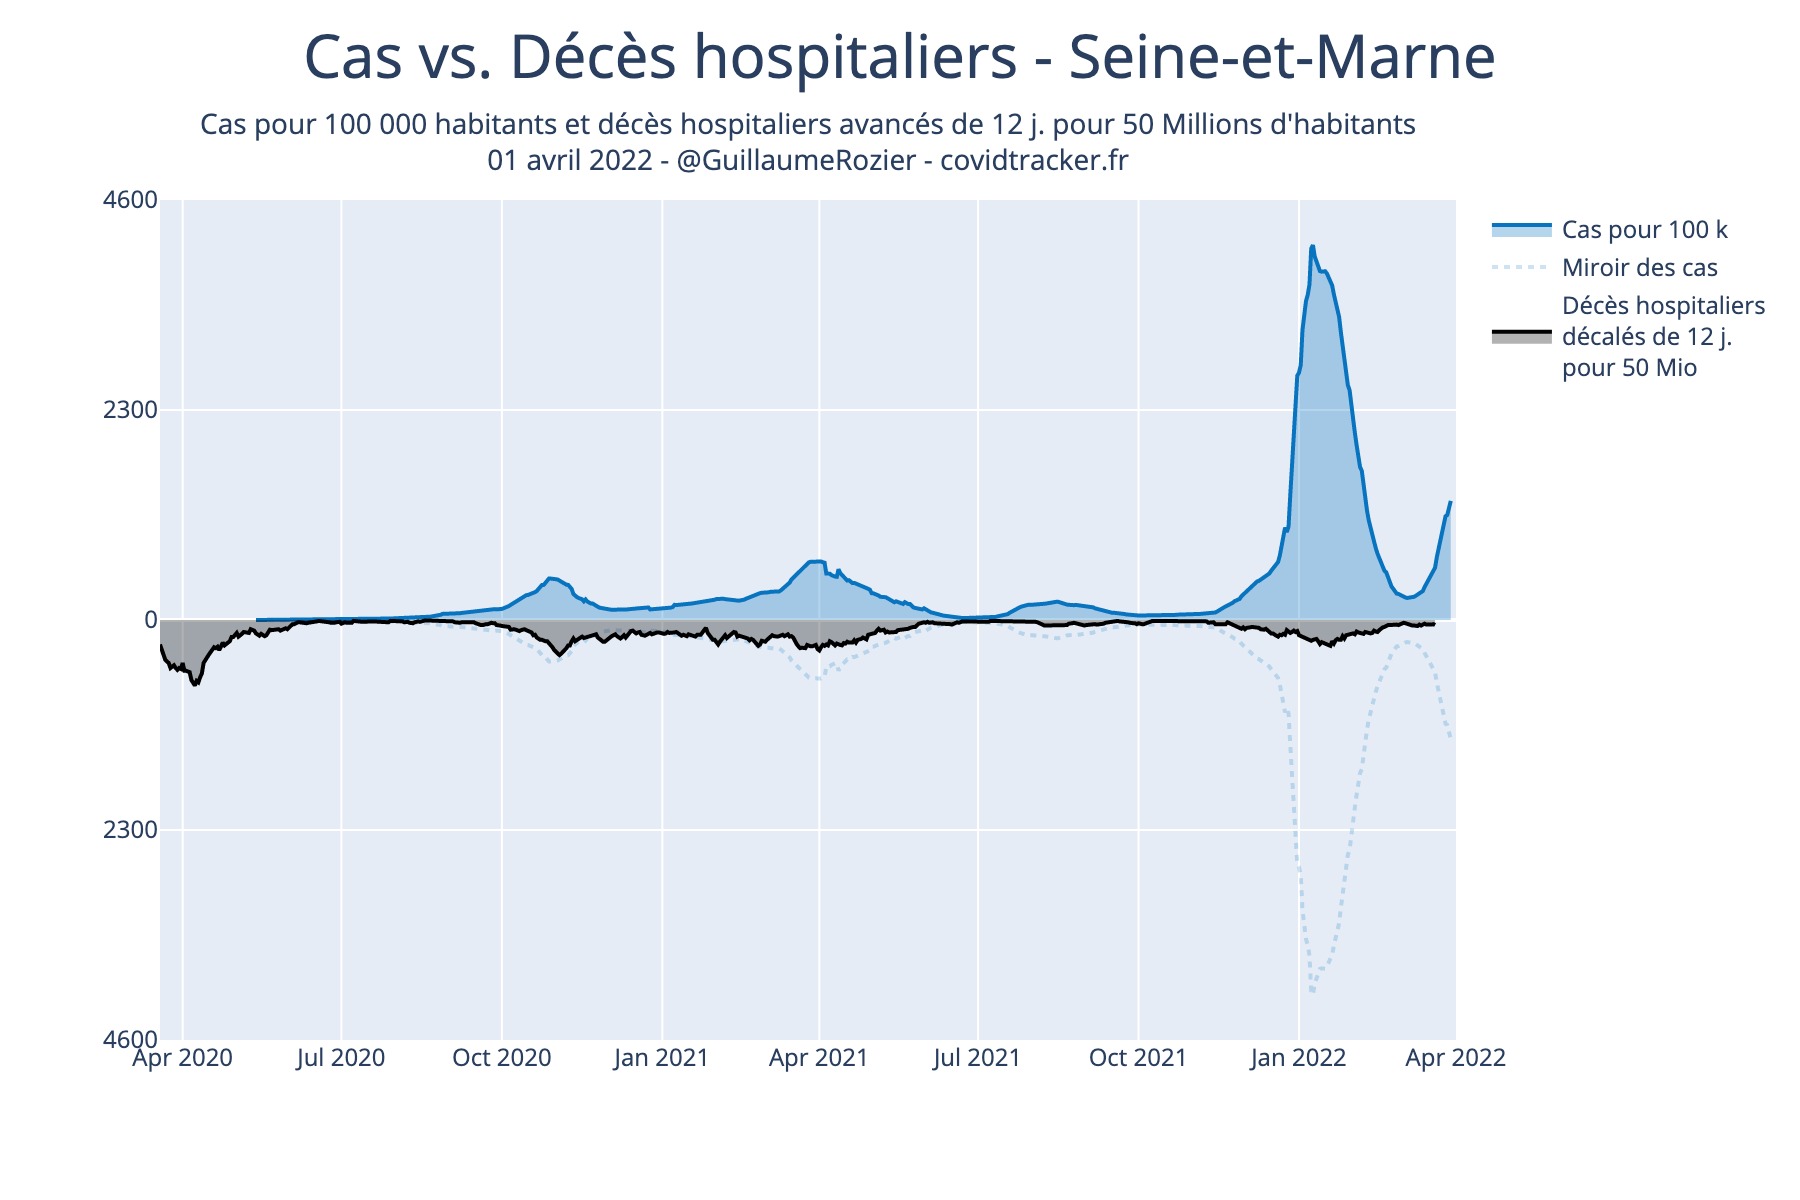 Cas vs. Décès hospitaliers - Seine-et-Marne
Cas pour 100 000 habitants et décès hospitaliers avancés de 12 j. pour 50 Millions d'habitants
01 avril 2022 - @GuillaumeRozier - covidtracker.fr
4600
2300
0
2300
4600
Apr 2020
Jul 2020
Oct 2020
Jan 2021
Apr 2021
Jul 2021
Oct 2021
Jan 2022
Apr 2022
Cas pour 100 k
Miroir des cas
Décès hospitaliers
décalés de 12 j.
pour 50 Mio